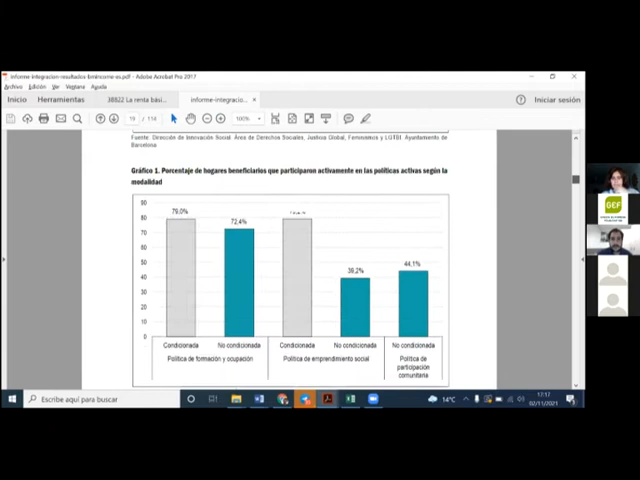 informe-integracion-resultados-bmincome-es.pdf - Adobe Acrobat Pro 2017
Archivo Edición Ver Ventana Ayuda
Inicio Herramientas 38822 La renta bási... informe-integracio... × Iniciar sesión
19 / 114 100%
Fuente: Dirección de Innovación Social. Área de Derechos Sociales, Justicia Global, Feminismos y LGTBI. Ayuntamiento de
Barcelona
Gráfico 1. Porcentaje de hogares beneficiarios que participaron activamente en las políticas activas según la
modalidad
90
80
70
60
50
40
30
20
10
0
79,0%
72,4%
39,2%
44,1%
Condicionada No condicionada Condicionada No condicionada No condicionada
Política de formación y ocupación Política de emprendimiento social Política de
participación
comunitaria
GEF
Escribe aquí para buscar
14°C
17:17
02/11/2021